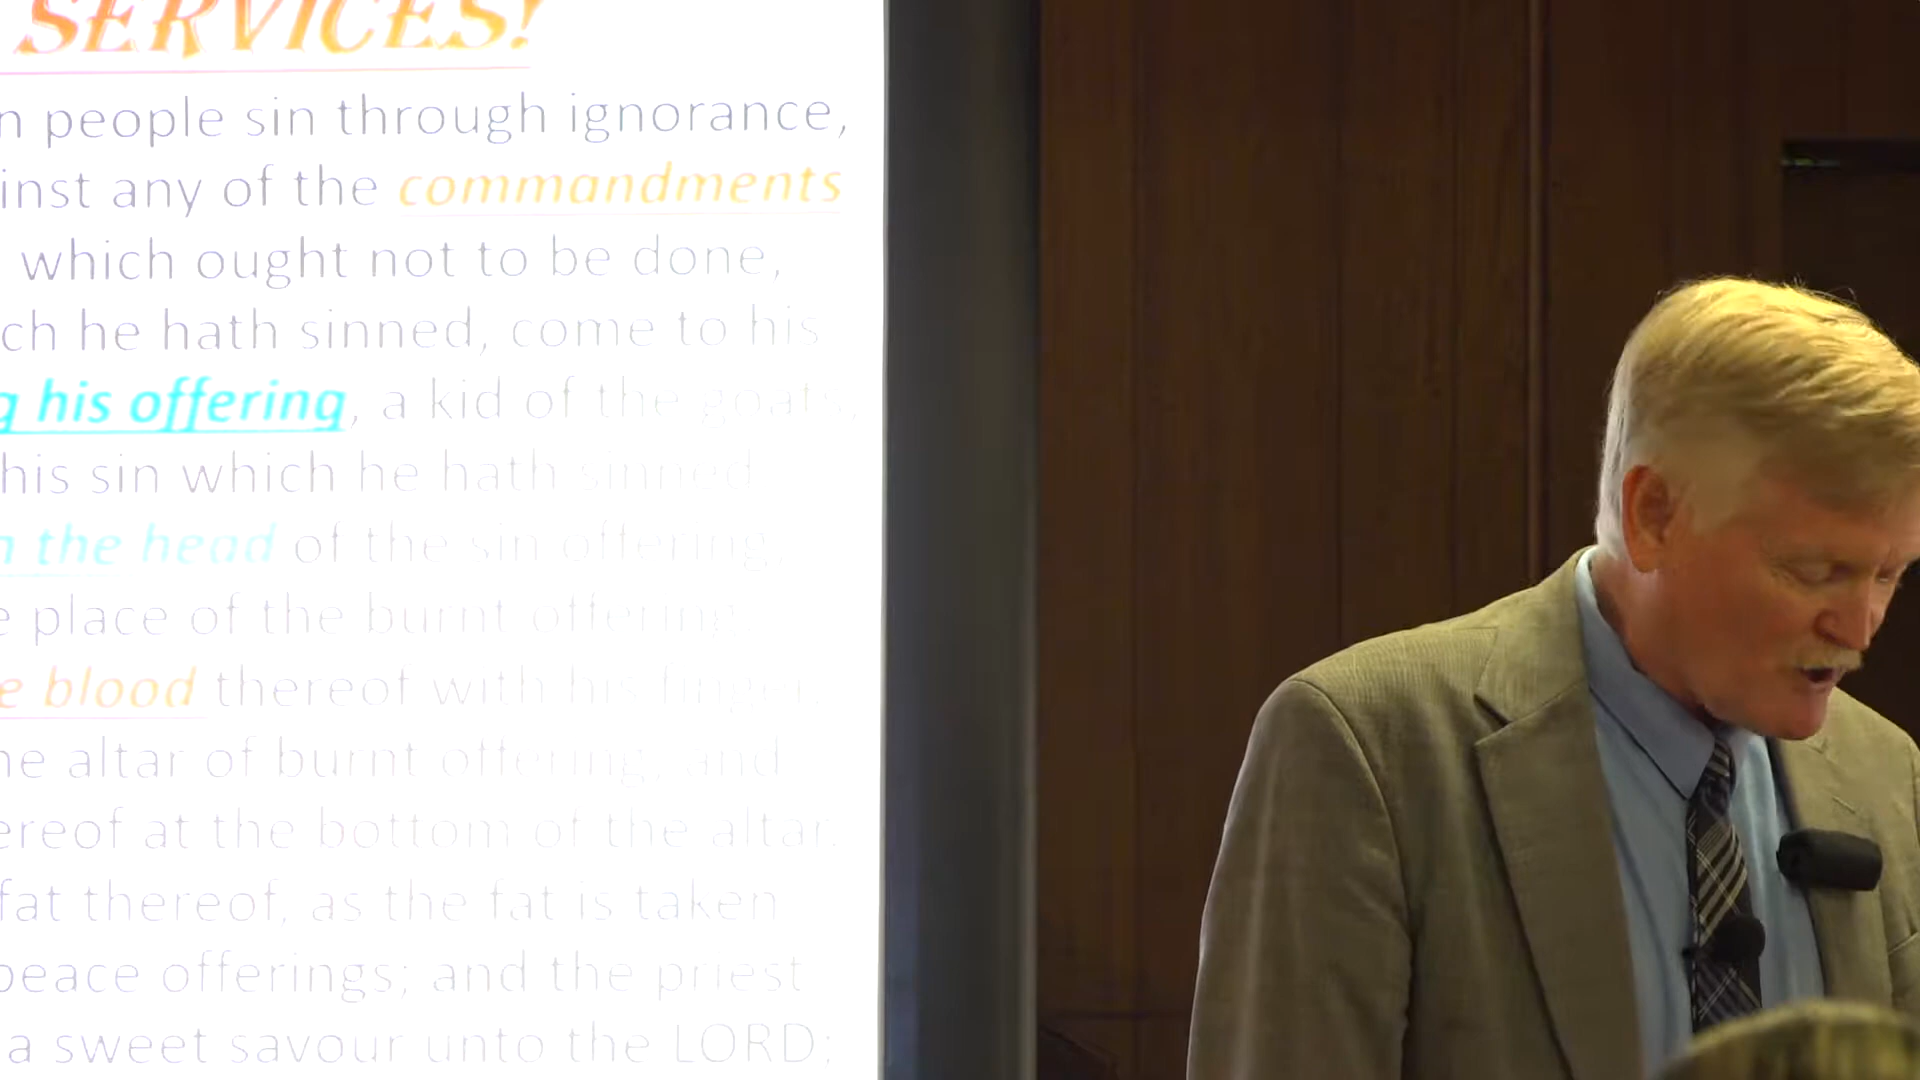 SERVICES!
n people sin through ignorance,
inst any of the commandments
which ought not to be done,
ch he hath sinned, come to his
g his offering, a kid of the goats,
his sin which he hath sinned
n the head of the sin offering,
e place of the burnt offering
e blood thereof with his finger,
he altar of burnt offering, and
ereof at the bottom of the altar.
fat thereof, as the fat is taken
peace offerings; and the priest
a sweet savour unto the LORD;